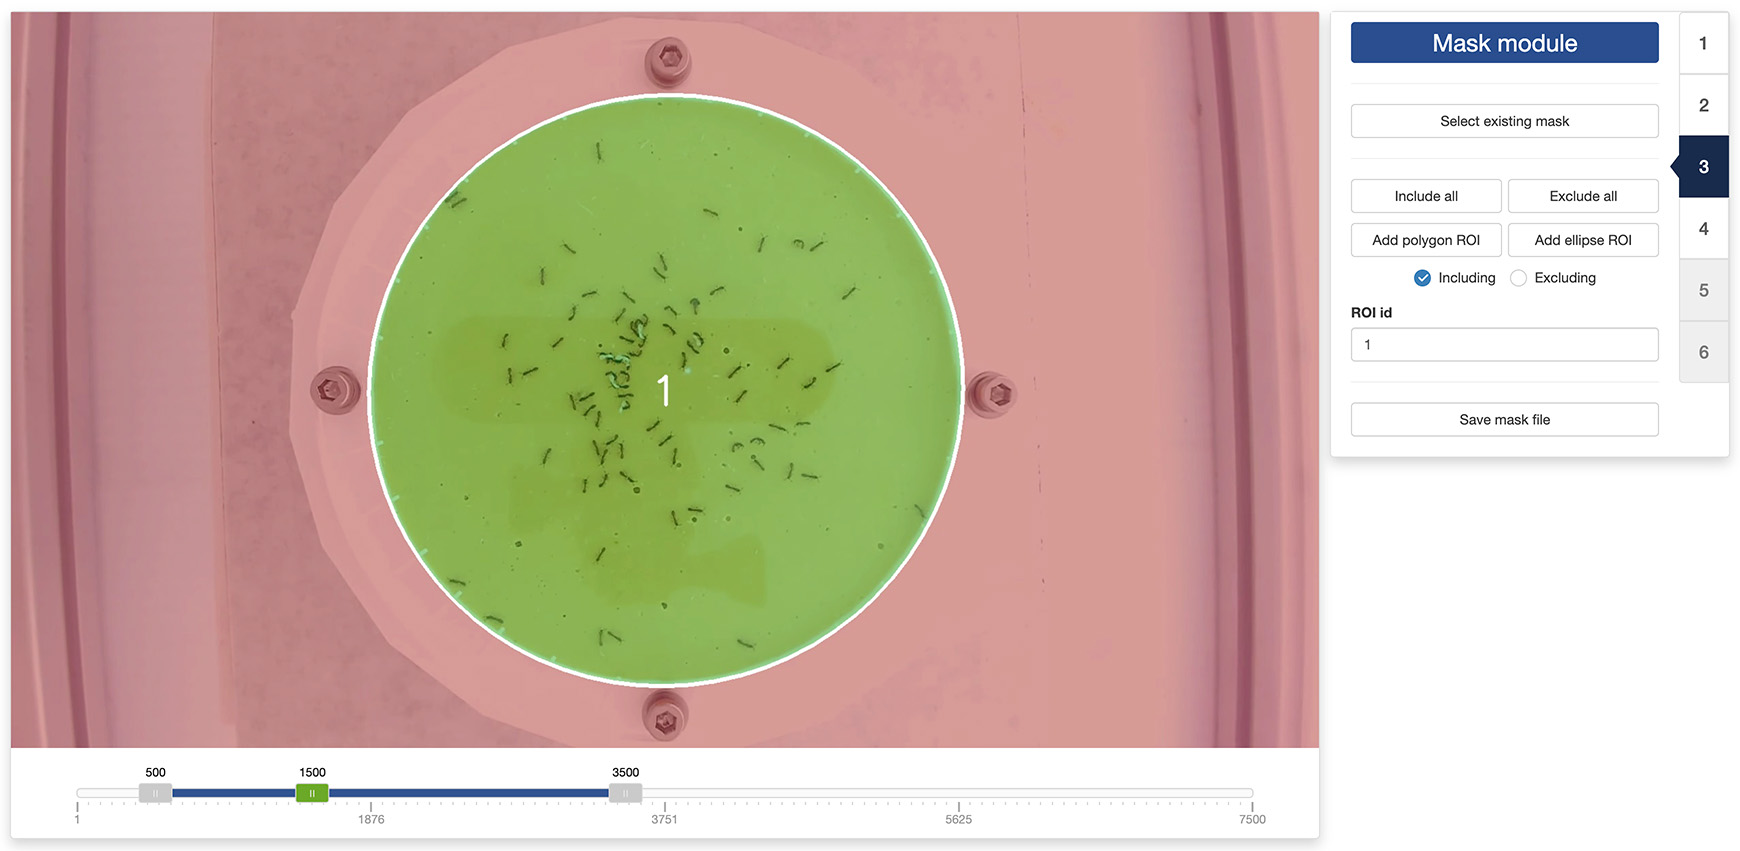 Mask module
Select existing mask
Include all Exclude all
Add polygon ROI Add ellipse ROI
Including Excluding
ROI id
1
Save mask file
1
2
3
4
5
6
1
500 1500 3500
1 1876 3751 5625 7500